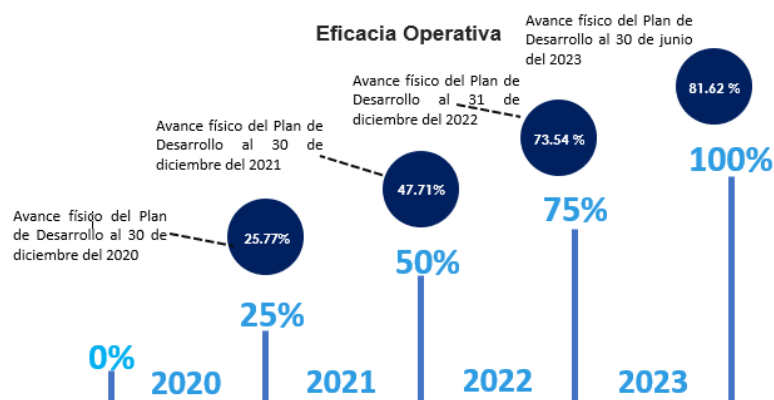 Eficacia Operativa
Avance físico del Plan de
Desarrollo al 30 de junio
del 2023
81.62 %
Avance físico del Plan de
Desarrollo al 31 de
diciembre del 2022
73.54 %
Avance físico del Plan de
Desarrollo al 30 de
diciembre del 2021
47.71%
Avance físico del Plan
de Desarrollo al 30 de
diciembre del 2020
25.77%
100%
75%
50%
25%
0%
2020 2021 2022 2023